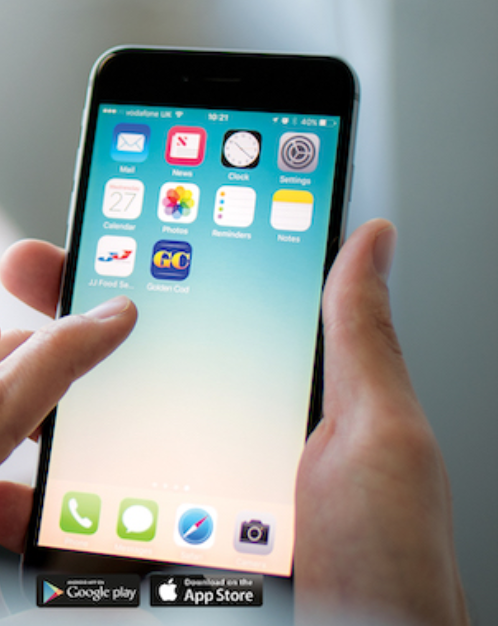 vodafone UK 10:21 40%
Mail News Clock Settings
Wednesday
27
Calendar Photos Reminders Notes
JJ GC
JJ Food Se... Golden Cod
ANDROID APP ON
Google play
Download on the
App Store